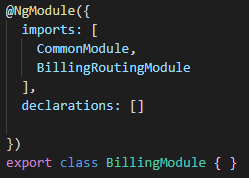 @NgModule({
  imports: [
    CommonModule,
    BillingRoutingModule
  ],
  declarations: []
})
export class BillingModule { }